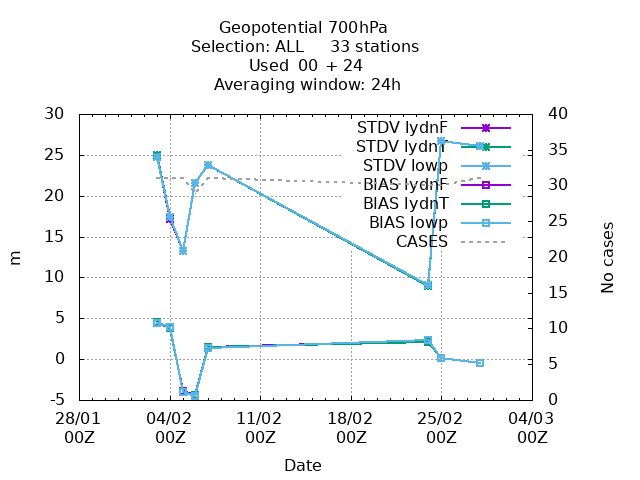 Geopotential 700hPa
Selection: ALL 33 stations
Used 00 + 24
Averaging window: 24h
30 40
STDV lydnF
35
STDV lydnT
25
STDV lowp
30
BIAS lydnF
20
BIAS lydnT
25
BIAS lowp
15
CASES
20
m
No cases
10
15
5
10
0
5
-5 0
28/01 04/02 11/02 18/02 25/02 04/03
00Z 00Z 00Z 00Z 00Z 00Z
Date